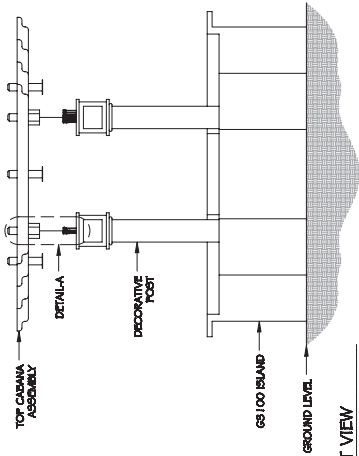 TOP CABANA
ASSEMBLY
DETAIL-A
DECORATIVE
POST
GS100 ISLAND
GROUND LEVEL
T VIEW